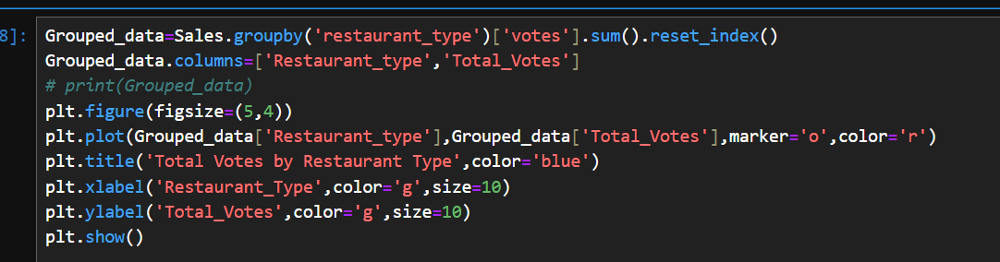 8]:
Grouped_data=Sales.groupby('restaurant_type')['votes'].sum().reset_index()
Grouped_data.columns=['Restaurant_type','Total_Votes']
# print(Grouped_data)
plt.figure(figsize=(5,4))
plt.plot(Grouped_data['Restaurant_type'],Grouped_data['Total_Votes'],marker='o',color='r')
plt.title('Total Votes by Restaurant Type',color='blue')
plt.xlabel('Restaurant_Type',color='g',size=10)
plt.ylabel('Total_Votes',color='g',size=10)
plt.show()